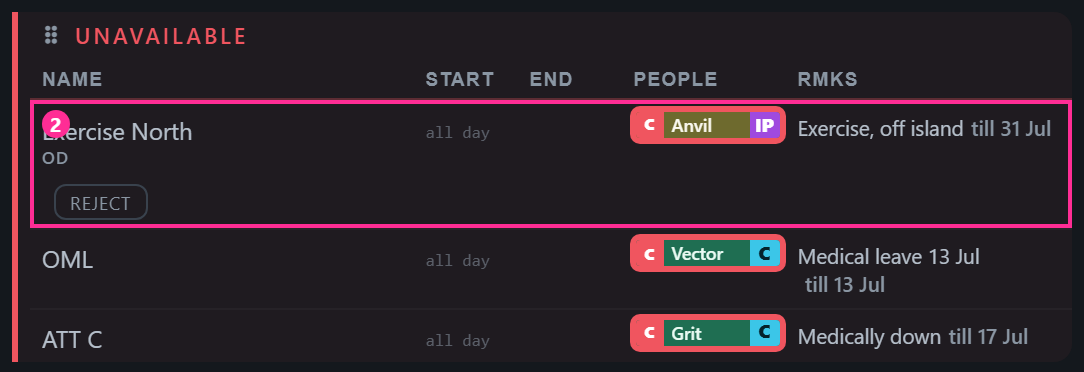 UNAVAILABLE
NAME START END PEOPLE RMKS
2
Exercise North all day C Anvil IP Exercise, off island till 31 Jul
OD
REJECT
OML all day C Vector C Medical leave 13 Jul
till 13 Jul
ATT C all day C Grit C Medically down till 17 Jul